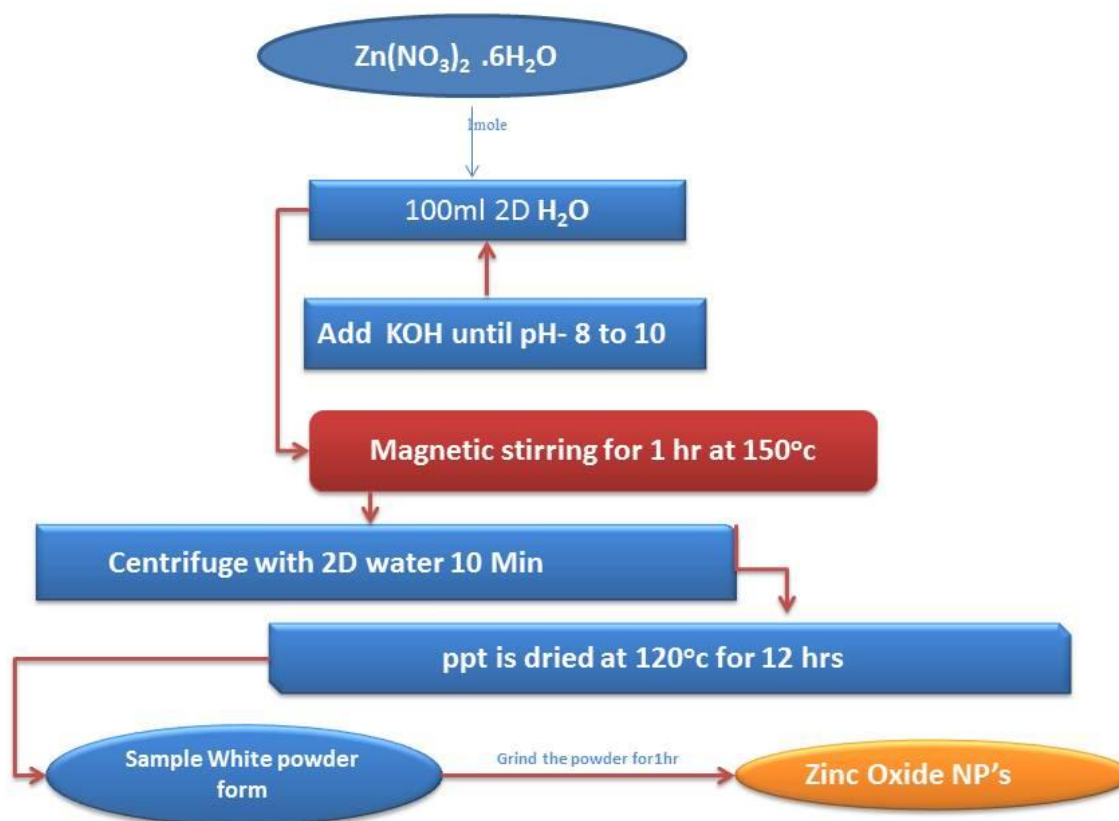 Zn(NO₃)₂ .6H₂O
1mole
100ml 2D H₂O
Add KOH until pH- 8 to 10
Magnetic stirring for 1 hr at 150ᵒc
Centrifuge with 2D water 10 Min
ppt is dried at 120ᵒc for 12 hrs
Sample White powder
form
Grind the powder for1hr
Zinc Oxide NP’s